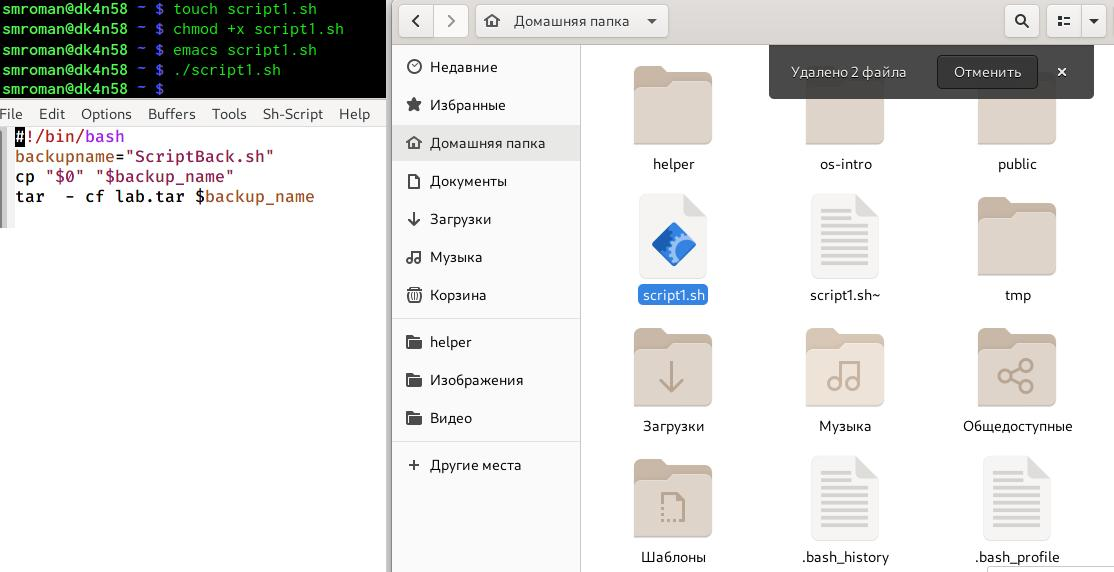 smroman@dk4n58 ~ $ touch script1.sh
smroman@dk4n58 ~ $ chmod +x script1.sh
smroman@dk4n58 ~ $ emacs script1.sh
smroman@dk4n58 ~ $ ./script1.sh
smroman@dk4n58 ~ $
File Edit Options Buffers Tools Sh-Script Help
#!/bin/bash
backupname="ScriptBack.sh"
cp "$0" "$backup_name"
tar  - cf lab.tar $backup_name
Домашняя папка
Недавние
Избранные
Домашняя папка
Документы
Загрузки
Музыка
Корзина
helper
Изображения
Видео
Другие места
Удалено 2 файла Отменить
helper os-intro public
script1.sh script1.sh~ tmp
Загрузки Музыка Общедоступные
Шаблоны .bash_history .bash_profile